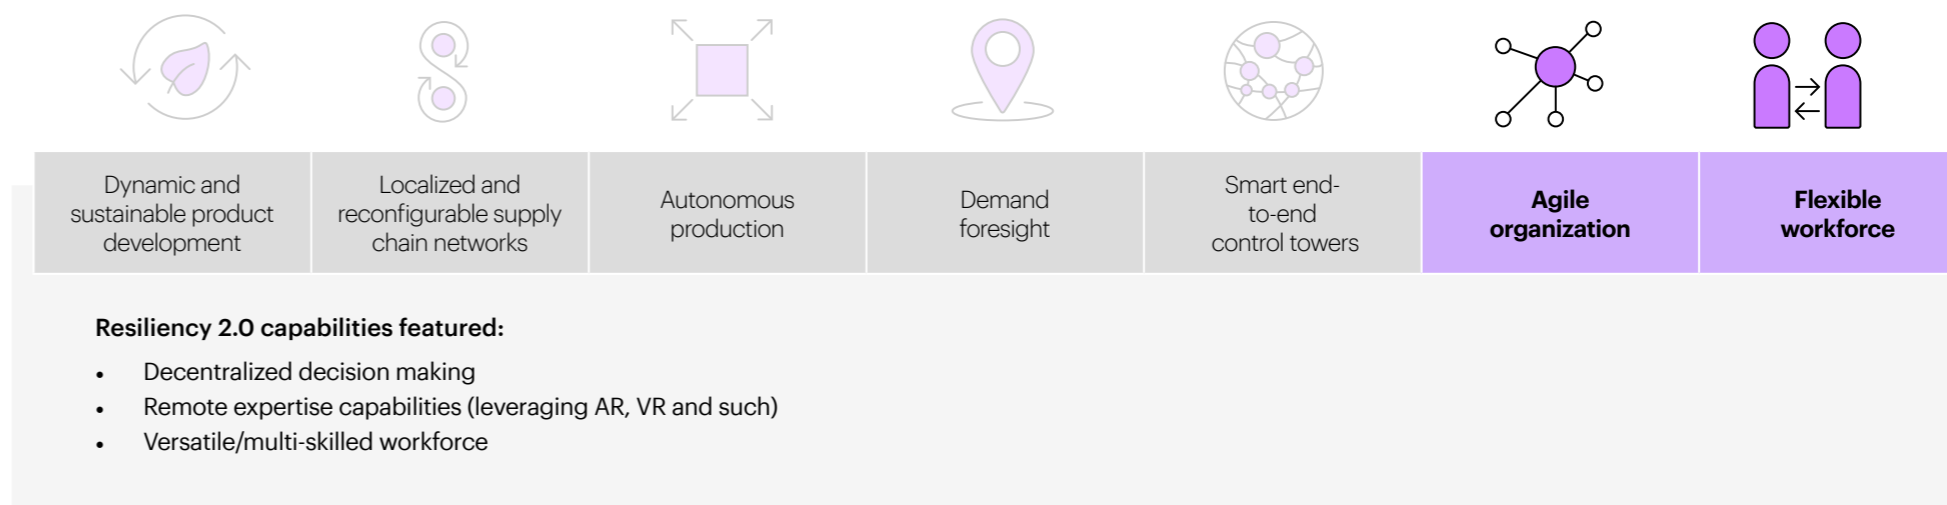 Dynamic and
sustainable product
development
Localized and
reconfigurable supply
chain networks
Autonomous
production
Demand
foresight
Smart end-
to-end
control towers
Agile
organization
Flexible
workforce
Resiliency 2.0 capabilities featured:
• Decentralized decision making
• Remote expertise capabilities (leveraging AR, VR and such)
• Versatile/multi-skilled workforce